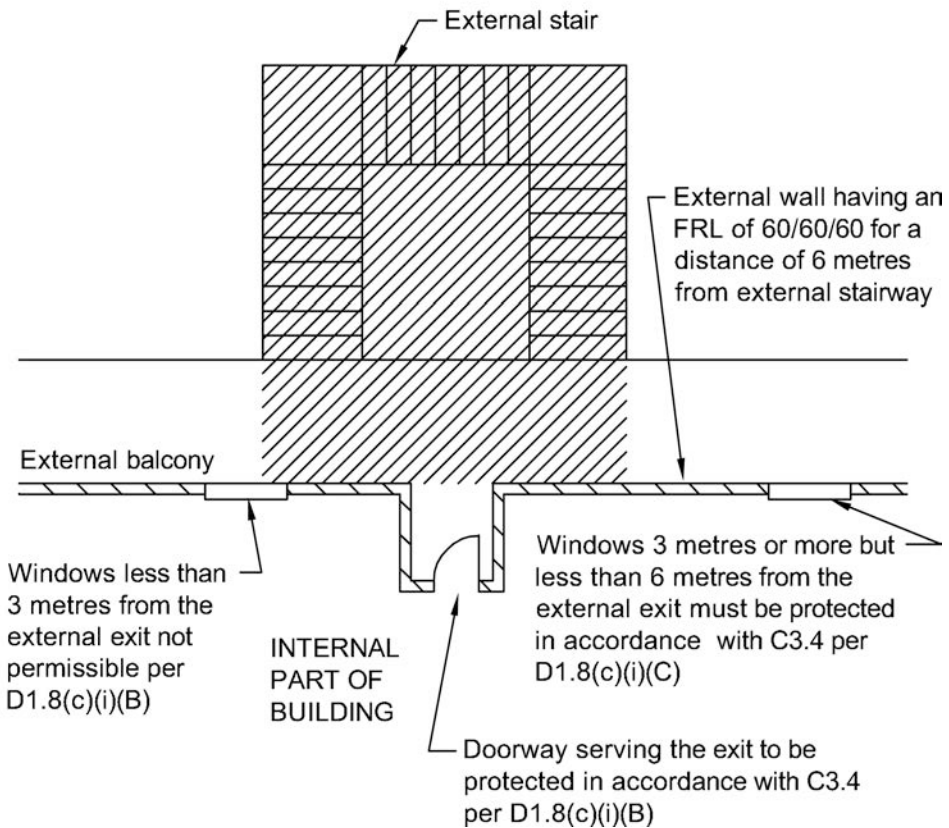 External stair
External wall having an
FRL of 60/60/60 for a
distance of 6 metres
from external stairway
External balcony
Windows less than
3 metres from the
external exit not
permissible per
D1.8(c)(i)(B)
INTERNAL
PART OF
BUILDING
Windows 3 metres or more but
less than 6 metres from the
external exit must be protected
in accordance with C3.4 per
D1.8(c)(i)(C)
Doorway serving the exit to be
protected in accordance with C3.4
per D1.8(c)(i)(B)